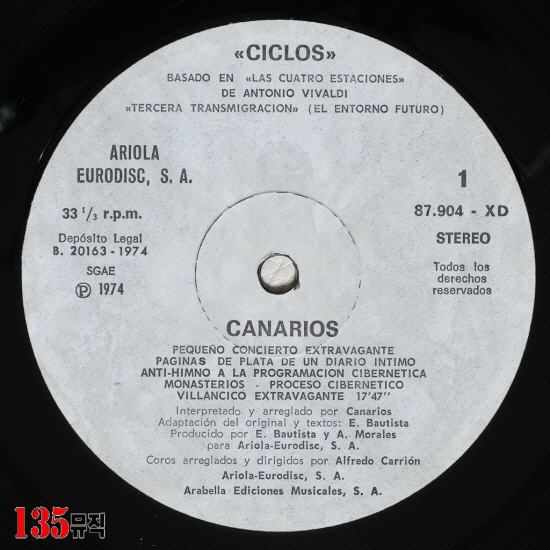 «CICLOS»
BASADO EN «LAS CUATRO ESTACIONES»
DE ANTONIO VIVALDI
«TERCERA TRANSMIGRACION» (EL ENTORNO FUTURO)
ARIOLA
EURODISC, S. A.
1
33 1/3 r.p.m.
87.904 - XD
Depósito Legal
B. 20163-1974
STEREO
SGAE
Todos los
derechos
reservados
Ⓟ 1974
CANARIOS
PEQUEÑO CONCIERTO EXTRAVAGANTE
PAGINAS DE PLATA DE UN DIARIO INTIMO
ANTI-HIMNO A LA PROGRAMACION CIBERNETICA
MONASTERIOS - PROCESO CIBERNETICO
VILLANCICO EXTRAVAGANTE 17'47''
Interpretado y arreglado por Canarios
Adaptación del original y textos: E. Bautista
Producido por E. Bautista y A. Morales
para Ariola-Eurodisc, S. A.
Coros arreglados y dirigidos por Alfredo Carrión
Ariola-Eurodisc, S. A.
Arabella Ediciones Musicales, S. A.
135뮤직